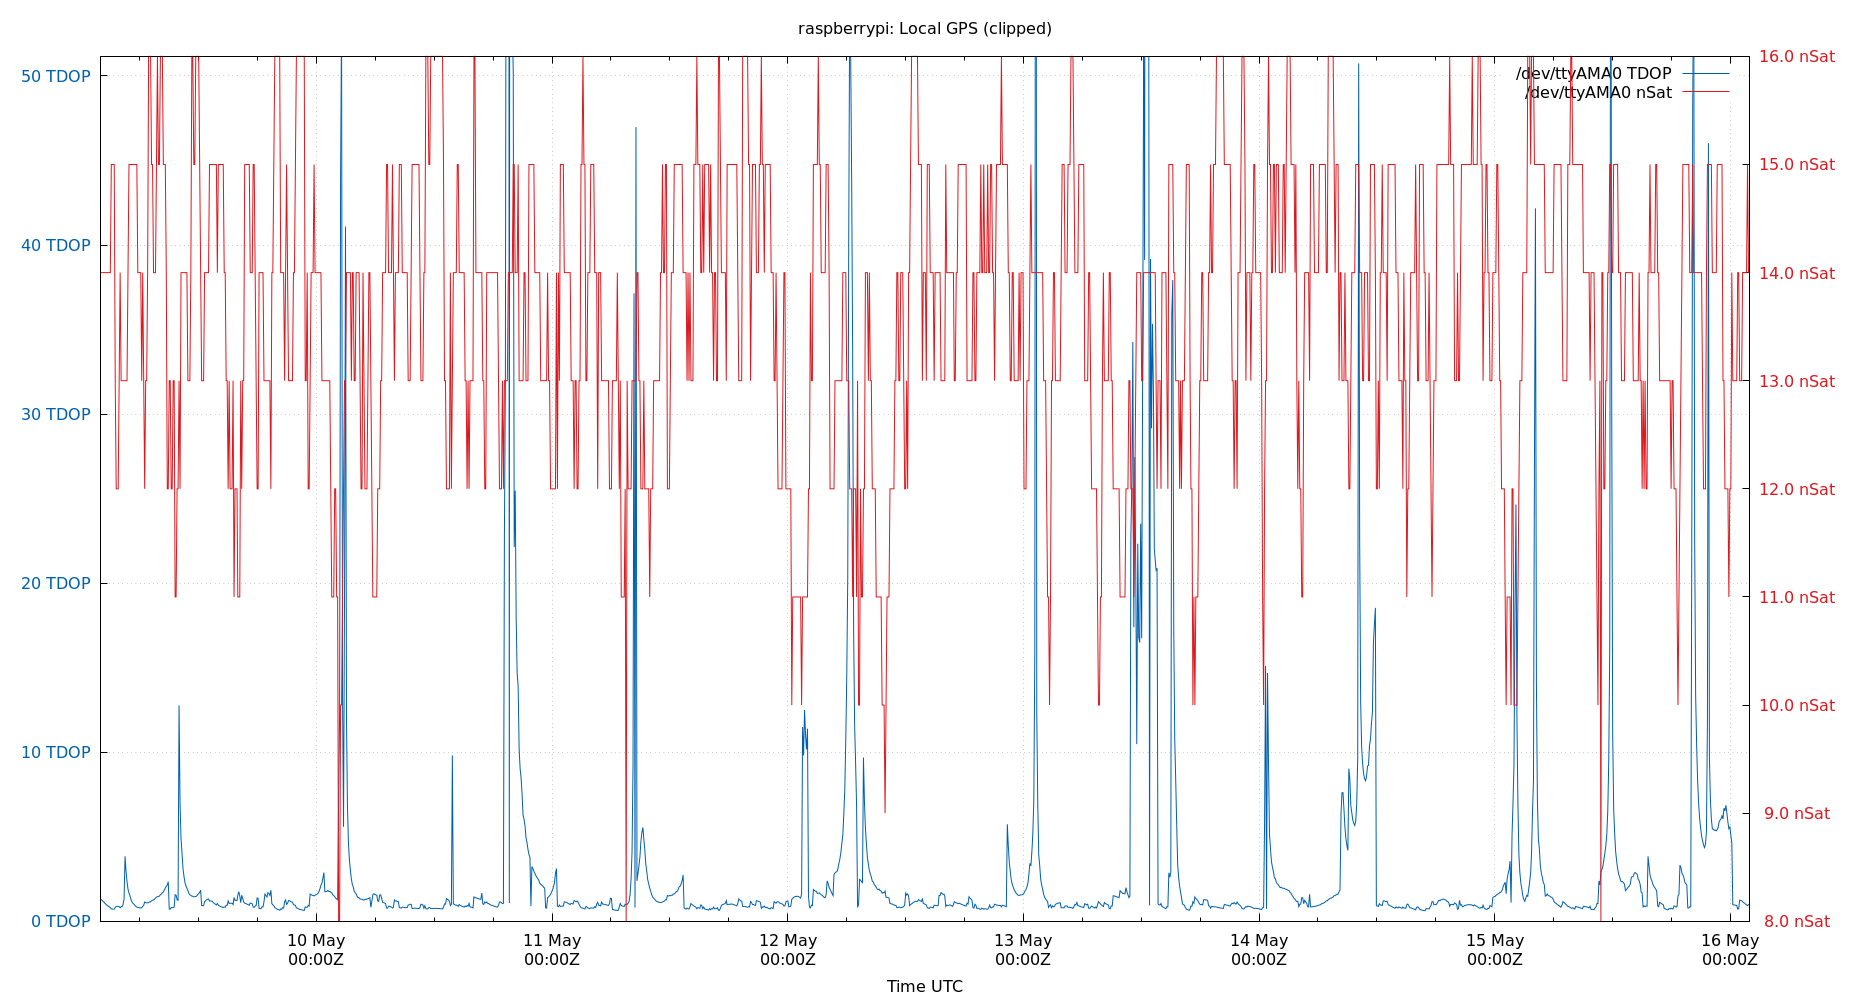 raspberrypi: Local GPS (clipped)
50 TDOP
40 TDOP
30 TDOP
20 TDOP
10 TDOP
0 TDOP
/dev/ttyAMA0 TDOP
/dev/ttyAMA0 nSat
16.0 nSat
15.0 nSat
14.0 nSat
13.0 nSat
12.0 nSat
11.0 nSat
10.0 nSat
9.0 nSat
8.0 nSat
10 May 11 May 12 May 13 May 14 May 15 May 16 May
00:00Z 00:00Z 00:00Z 00:00Z 00:00Z 00:00Z 00:00Z
Time UTC